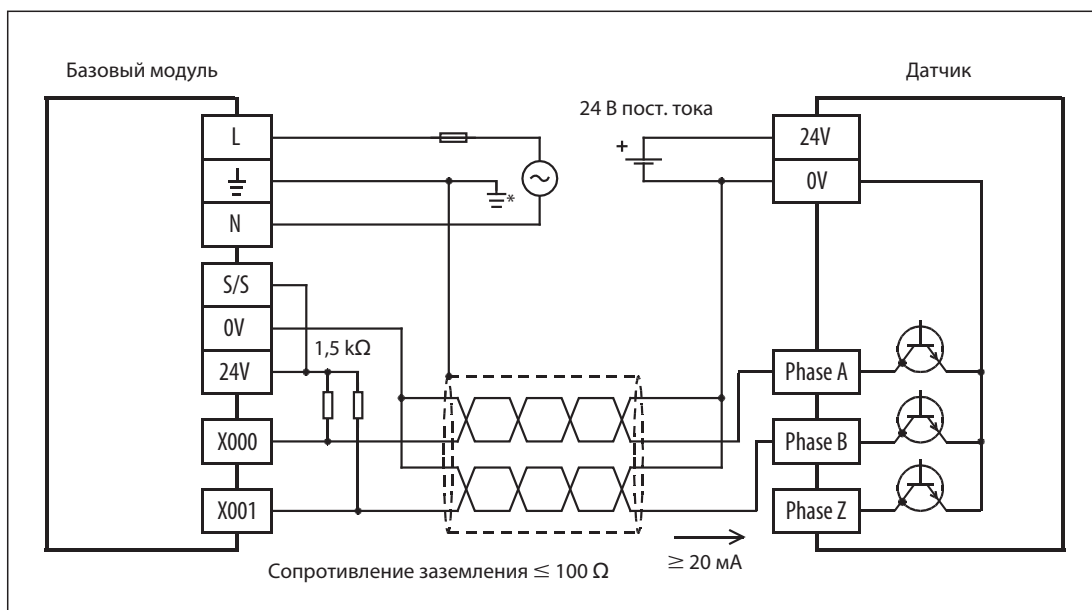 Базовый модуль
Датчик
24 В пост. тока
+
L
N
*
24V
0V
S/S
0V
24V
1,5 kΩ
X000
X001
Phase A
Phase B
Phase Z
≥ 20 мА
Сопротивление заземления ≤ 100 Ω